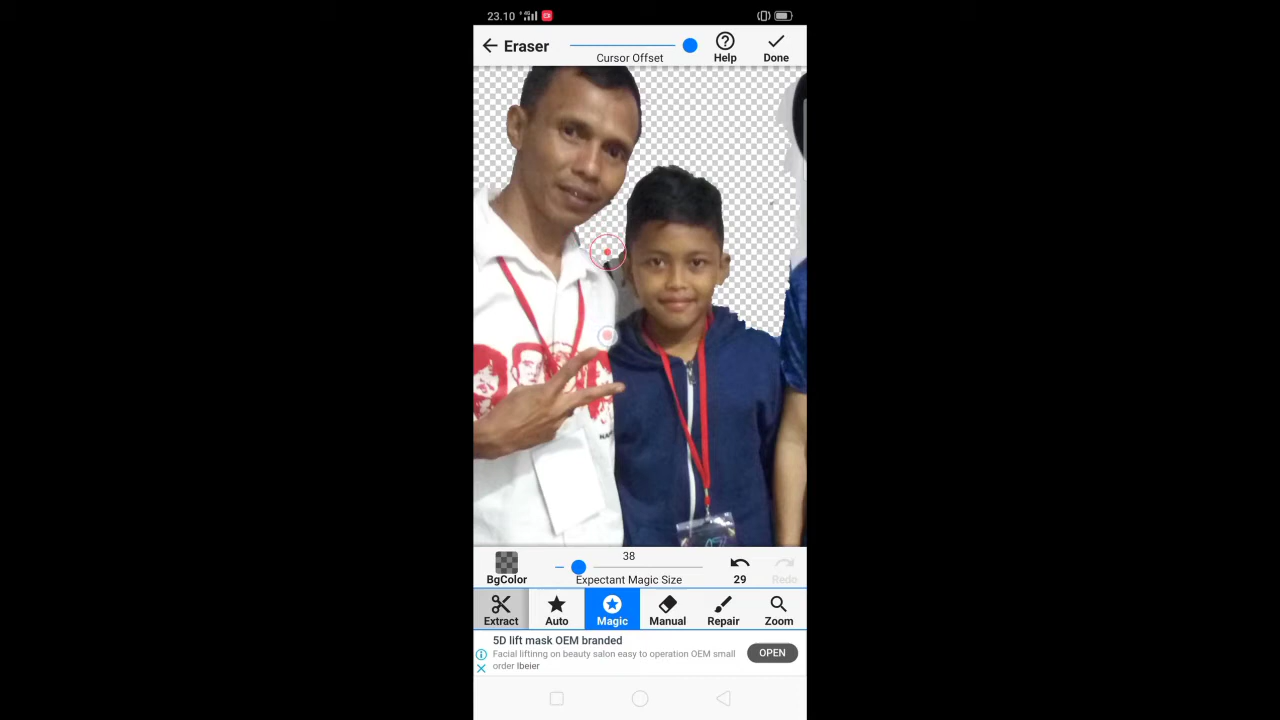 23.10
Eraser
Cursor Offset
Help
Done
38
BgColor
Expectant Magic Size
29
Redo
Extract
Auto
Magic
Manual
Repair
Zoom
5D lift mask OEM branded
Facial liftinng on beauty salon easy to operation OEM small
order Ibeier
OPEN